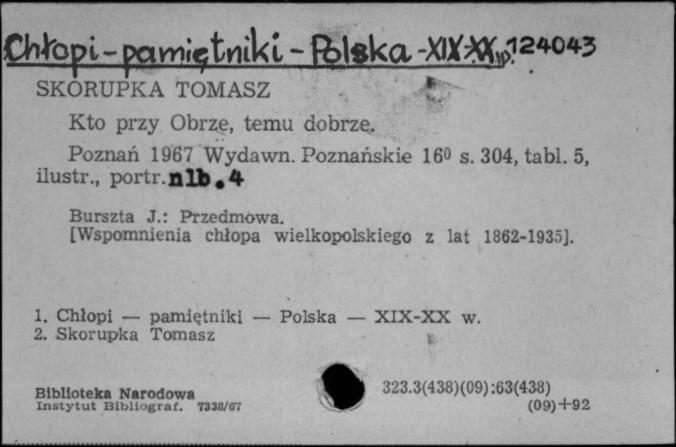 Chłopi - pamiętniki - Polska - XIX-XX w. 124043
SKORUPKA TOMASZ
Kto przy Obrze, temu dobrze.
Poznań 1967 Wydawn. Poznańskie 16⁰ s. 304, tabl. 5,
ilustr., portr. nlb. 4
Burszta J.: Przedmowa.
[Wspomnienia chłopa wielkopolskiego z lat 1862-1935].
1. Chłopi — pamiętniki — Polska — XIX-XX w.
2. Skorupka Tomasz
Biblioteka Narodowa
Instytut Bibliograf. 7338/67
323.3(438)(09):63(438)
(09)+92